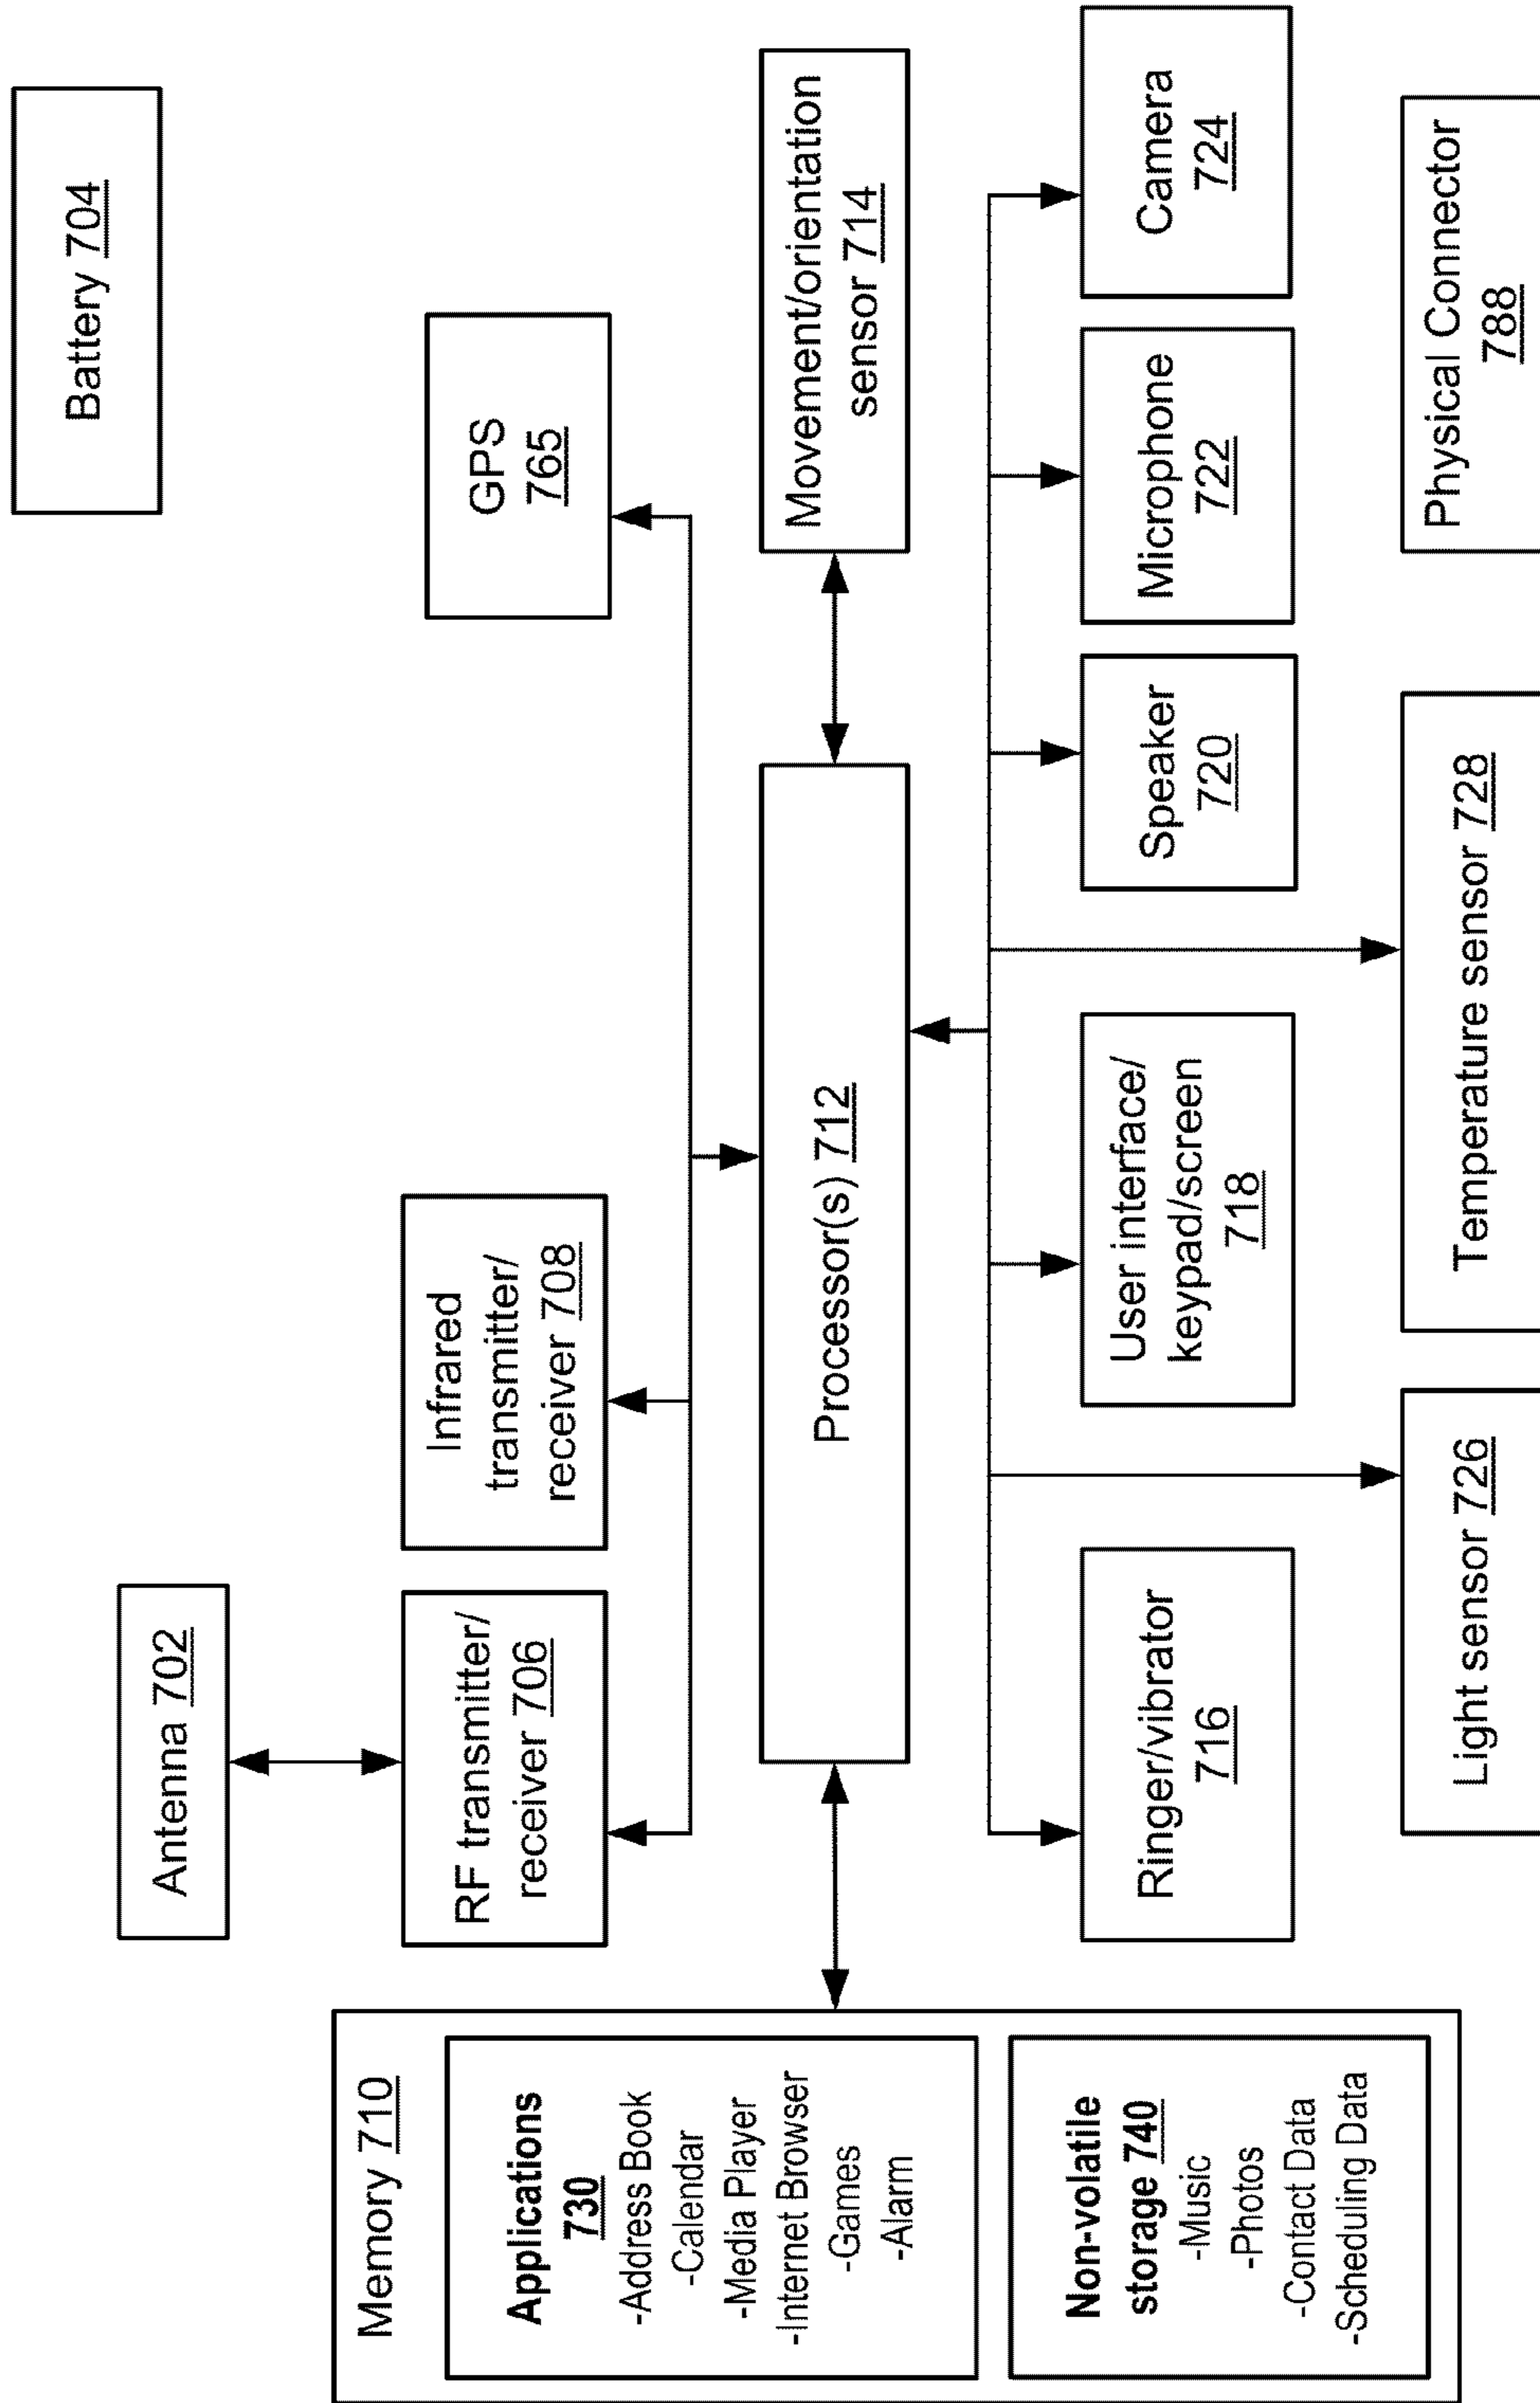 Battery 704
Antenna 702
GPS
765
Infrared
transmitter/
receiver 708
RF transmitter/
receiver 706
Memory 710
Applications
730
-Address Book
-Calendar
-Media Player
-Internet Browser
-Games
-Alarm
Non-volatile
storage 740
-Music
-Photos
-Contact Data
-Scheduling Data
Processor(s) 712
Movement/orientation
sensor 714
Ringer/vibrator
716
User interface/
keypad/screen
718
Speaker
720
Microphone
722
Camera
724
Light sensor 726
Temperature sensor 728
Physical Connector
788